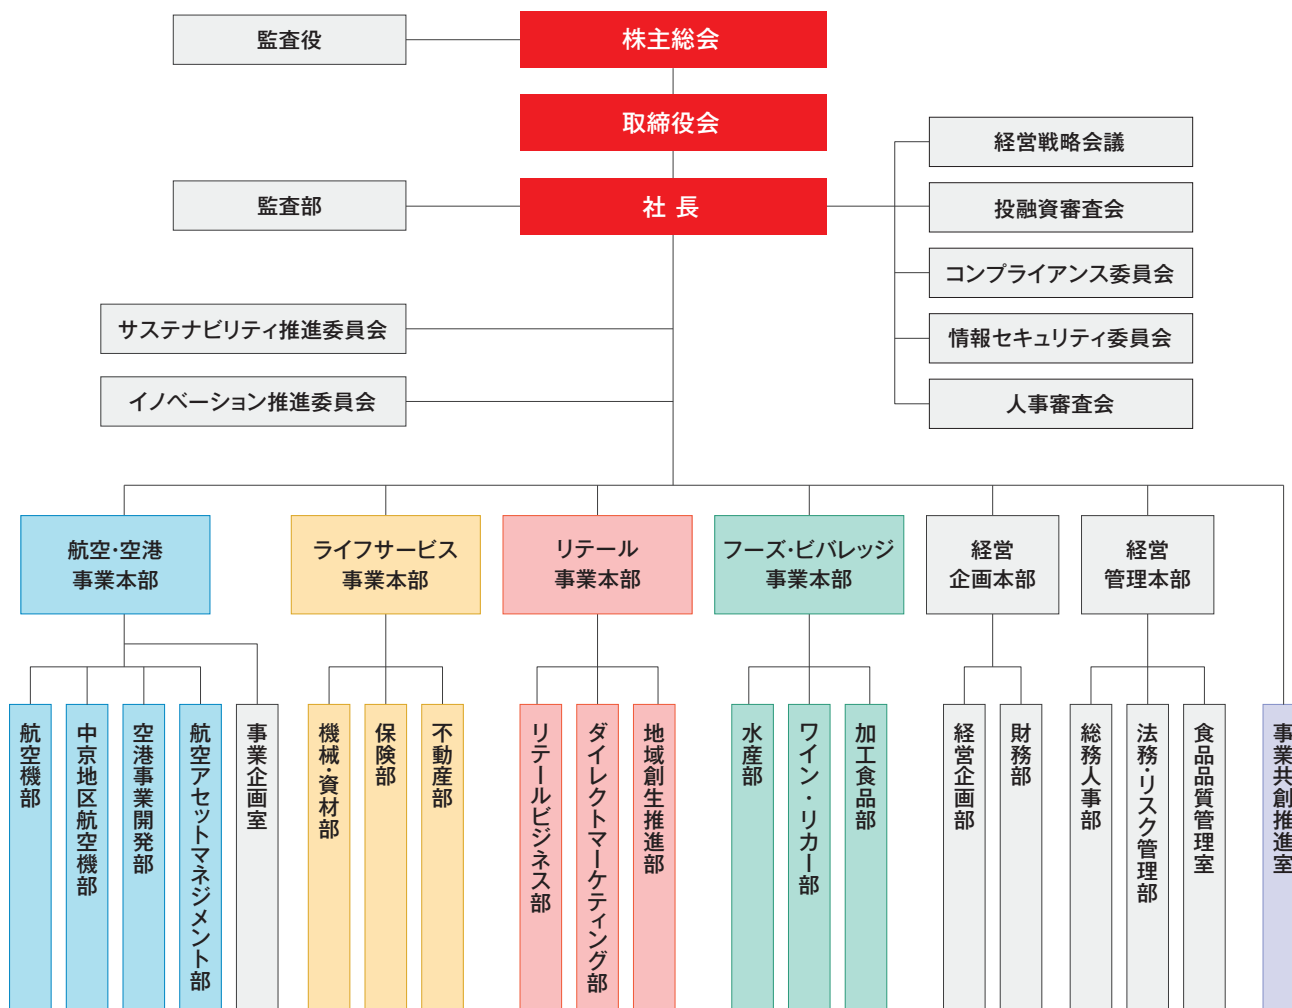 監査役
株主総会
取締役会
監査部
社 長
経営戦略会議
投融資審査会
コンプライアンス委員会
情報セキュリティ委員会
人事審査会
サステナビリティ推進委員会
イノベーション推進委員会
航空・空港
事業本部
ライフサービス
事業本部
リテール
事業本部
フーズ・ビバレッジ
事業本部
経営
企画本部
経営
管理本部
航空機部
中京地区航空機部
空港事業開発部
航空アセットマネジメント部
事業企画室
機械・資材部
保険部
不動産部
リテールビジネス部
ダイレクトマーケティング部
地域創生推進部
水産部
ワイン・リカー部
加工食品部
経営企画部
財務部
総務人事部
法務・リスク管理部
食品品質管理室
事業共創推進室